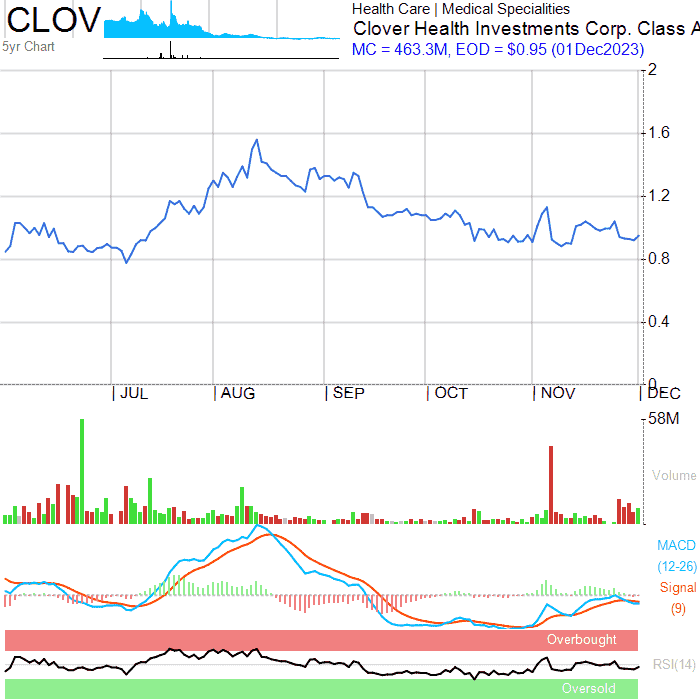 CLOV
5yr Chart
Health Care | Medical Specialities
Clover Health Investments Corp. Class A
MC = 463.3M, EOD = $0.95 (01Dec2023)
2
1.6
1.2
0.8
0.4
0
| JUL | AUG | SEP | OCT | NOV | DEC
58M
Volume
MACD
(12-26)
Signal
(9)
Overbought
RSI(14)
Oversold